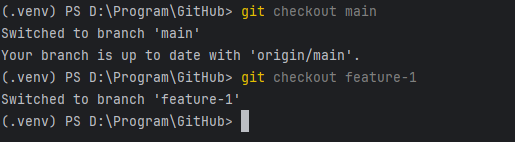 (.venv) PS D:\Program\GitHub> git checkout main
Switched to branch 'main'
Your branch is up to date with 'origin/main'.
(.venv) PS D:\Program\GitHub> git checkout feature-1
Switched to branch 'feature-1'
(.venv) PS D:\Program\GitHub>